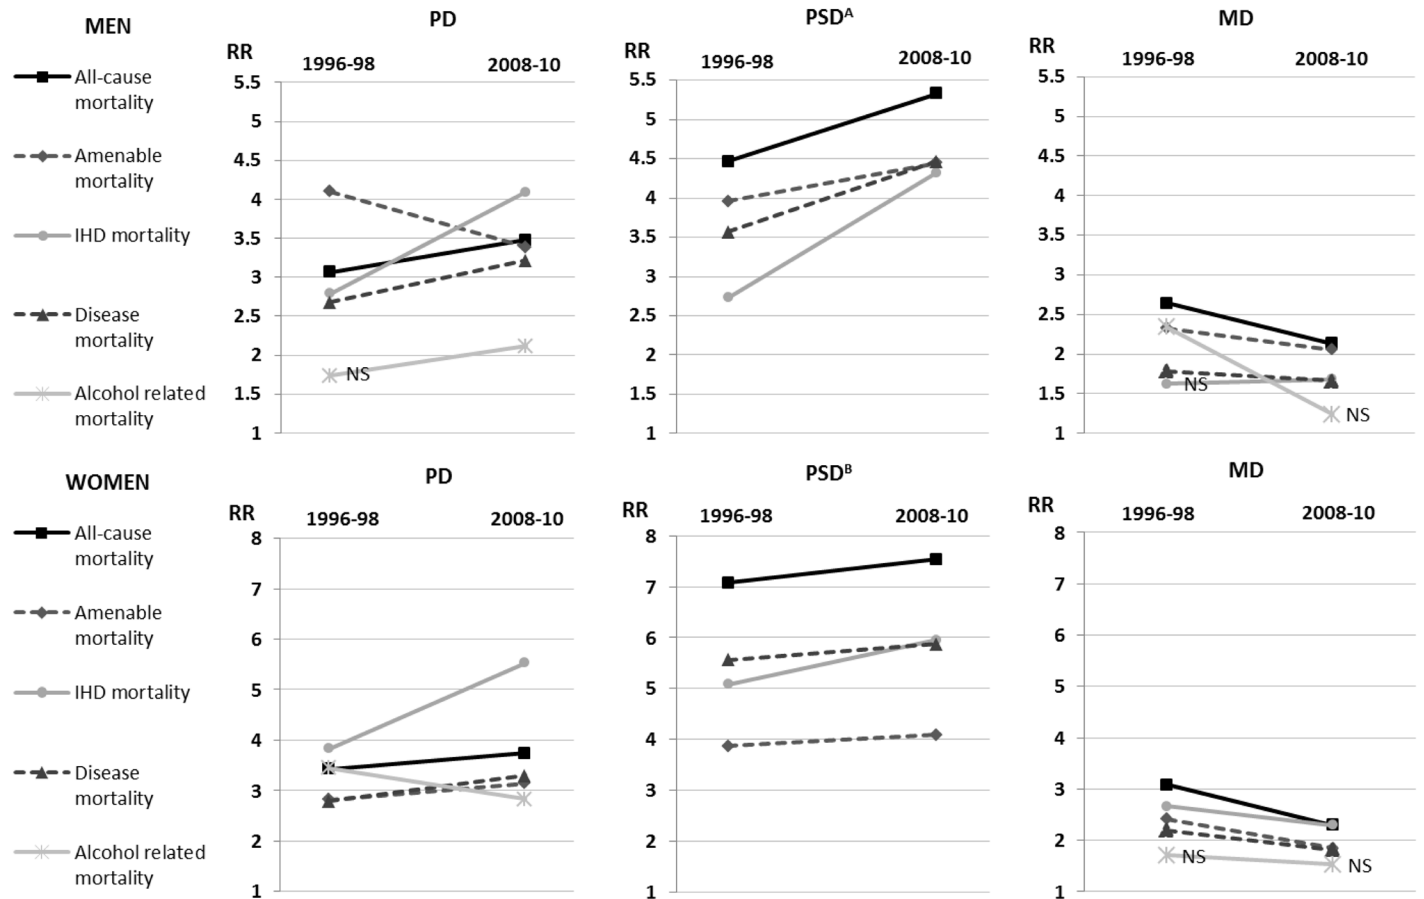 MEN
All-cause
mortality
Amenable
mortality
IHD mortality
Disease
mortality
Alcohol related
mortality
PD
RR
1996-98
2008-10
5.5
5
4.5
4
3.5
3
2.5
2
1.5
1
NS
PSDᴬ
RR
1996-98
2008-10
5.5
5
4.5
4
3.5
3
2.5
2
1.5
1
MD
RR
1996-98
2008-10
5.5
5
4.5
4
3.5
3
2.5
2
1.5
1
NS
NS
WOMEN
All-cause
mortality
Amenable
mortality
IHD mortality
Disease
mortality
Alcohol related
mortality
PD
RR
1996-98
2008-10
8
7
6
5
4
3
2
1
PSDᴮ
RR
1996-98
2008-10
8
7
6
5
4
3
2
1
MD
RR
1996-98
2008-10
8
7
6
5
4
3
2
1
NS
NS